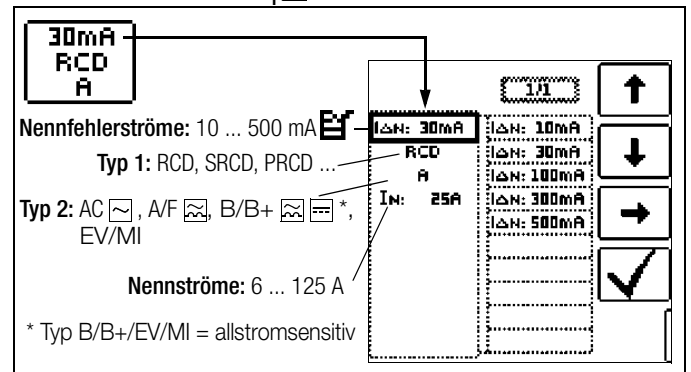 30mA
RCD
A
1/1
Nennfehlerströme: 10 ... 500 mA
IΔN: 30mA
IΔN: 10mA
Typ 1: RCD, SRCD, PRCD ...
RCD
IΔN: 30mA
A
IΔN: 100mA
Typ 2: AC, A/F, B/B+ *,
EV/MI
IN: 25A
IΔN: 300mA
IΔN: 500mA
Nennströme: 6 ... 125 A
* Typ B/B+/EV/MI = allstromsensitiv